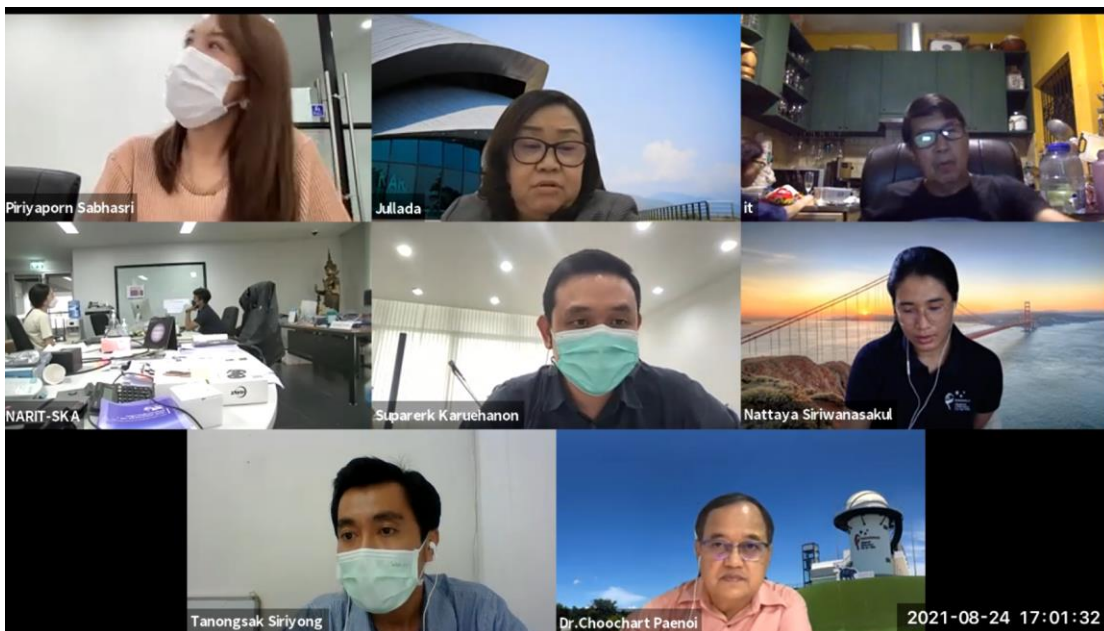 Piriyaporn Sabhasri
Jullada
it
NARIT-SKA
Suparerk Karuehanon
Nattaya Siriwanasakul
Tanongsak Siriyong
Dr.Choochart Paenoi
2021-08-24 17:01:32